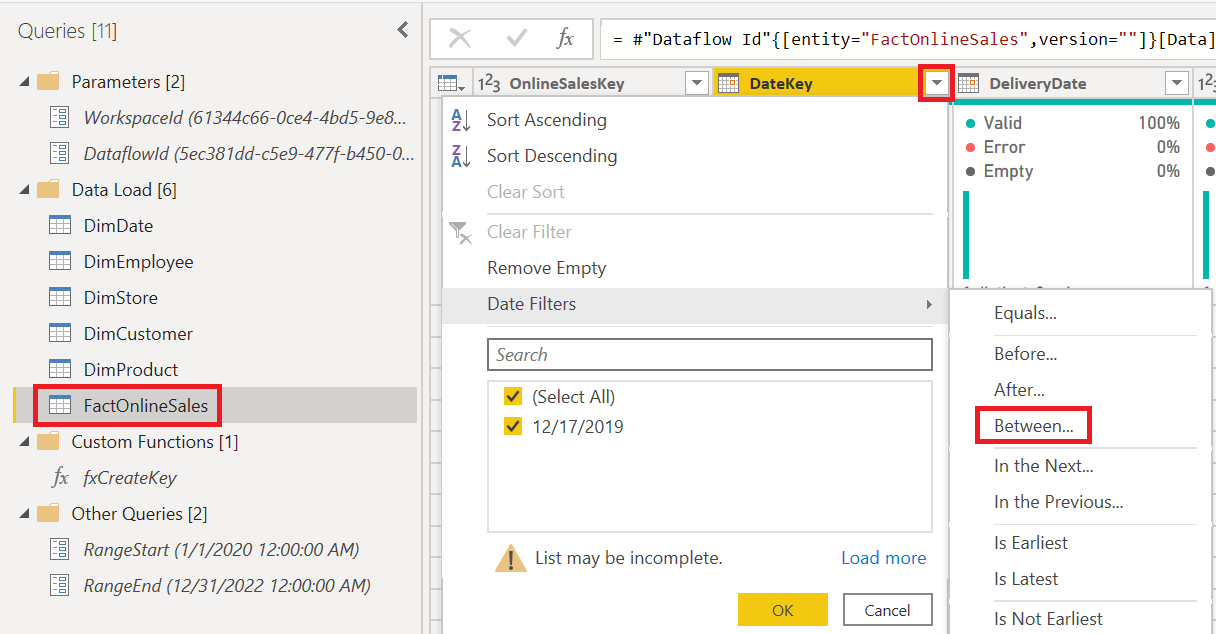 Queries [11]
= #"Dataflow Id"{[entity="FactOnlineSales",version=""]}[Data]
Parameters [2]
WorkspaceId (61344c66-0ce4-4bd5-9e8...
DataflowId (5ec381dd-c5e9-477f-b450-0...
Data Load [6]
DimDate
DimEmployee
DimStore
DimCustomer
DimProduct
FactOnlineSales
Custom Functions [1]
fx fxCreateKey
Other Queries [2]
RangeStart (1/1/2020 12:00:00 AM)
RangeEnd (12/31/2022 12:00:00 AM)
fx
1²3 OnlineSalesKey
DateKey
DeliveryDate
1²3
Valid 100%
Error 0%
Empty 0%
Sort Ascending
Sort Descending
Clear Sort
Clear Filter
Remove Empty
Date Filters
Search
(Select All)
12/17/2019
List may be incomplete.
Load more
OK
Cancel
Equals...
Before...
After...
Between...
In the Next...
In the Previous...
Is Earliest
Is Latest
Is Not Earliest